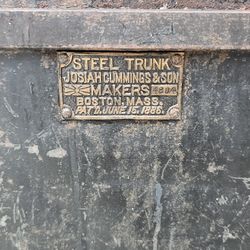 STEEL TRUNK
JOSIAH CUMMINGS & SON
MAKERS
BOSTON, MASS.
PAT'D. JUNE 15, 1886.